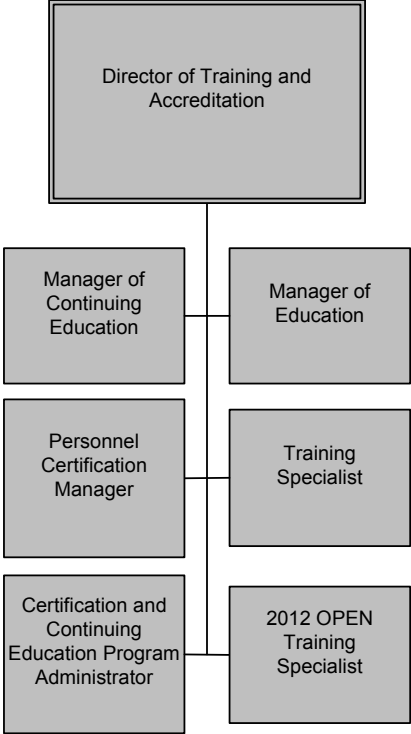 Director of Training and
Accreditation
Manager of
Continuing
Education
Manager of
Education
Personnel
Certification
Manager
Training
Specialist
Certification and
Continuing
Education Program
Administrator
2012 OPEN
Training
Specialist